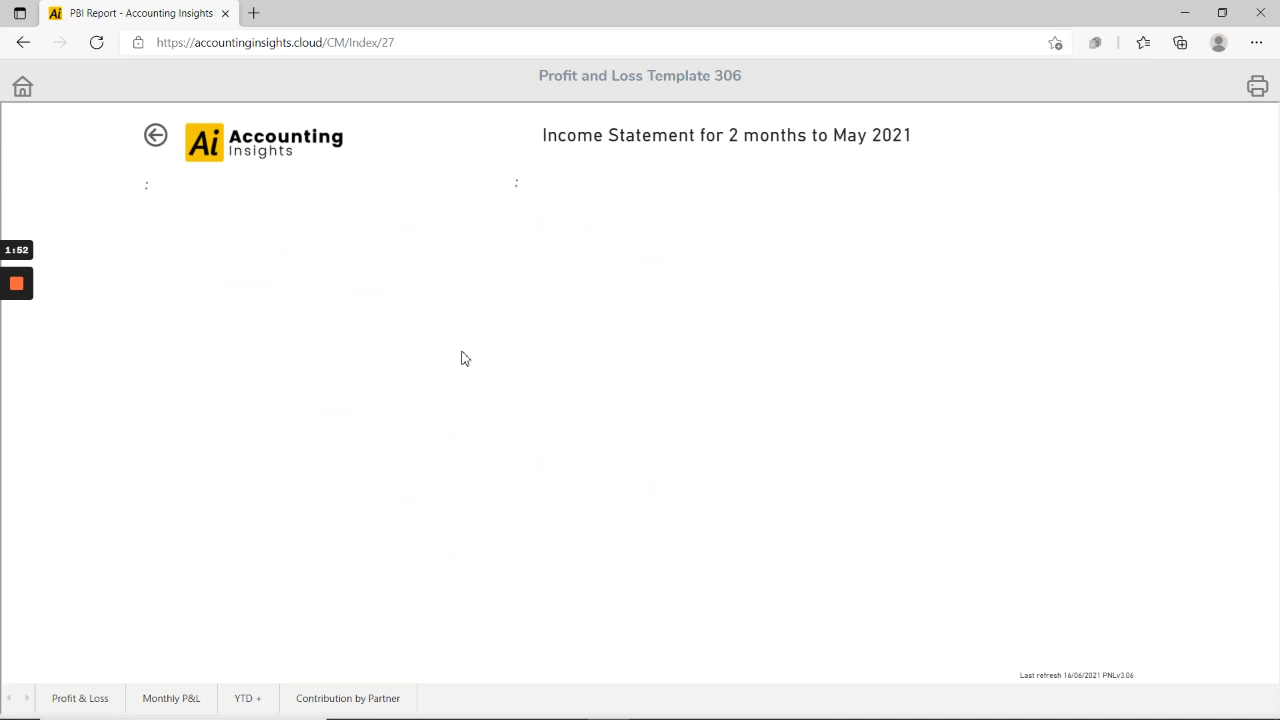 Ai PBI Report - Accounting Insights
https://accountinginsights.cloud/CM/Index/27
Profit and Loss Template 306
Ai Accounting Insights
Income Statement for 2 months to May 2021
:
:
1:52
Last refresh 16/06/2021 PNLv3.06
Profit & Loss
Monthly P&L
YTD +
Contribution by Partner